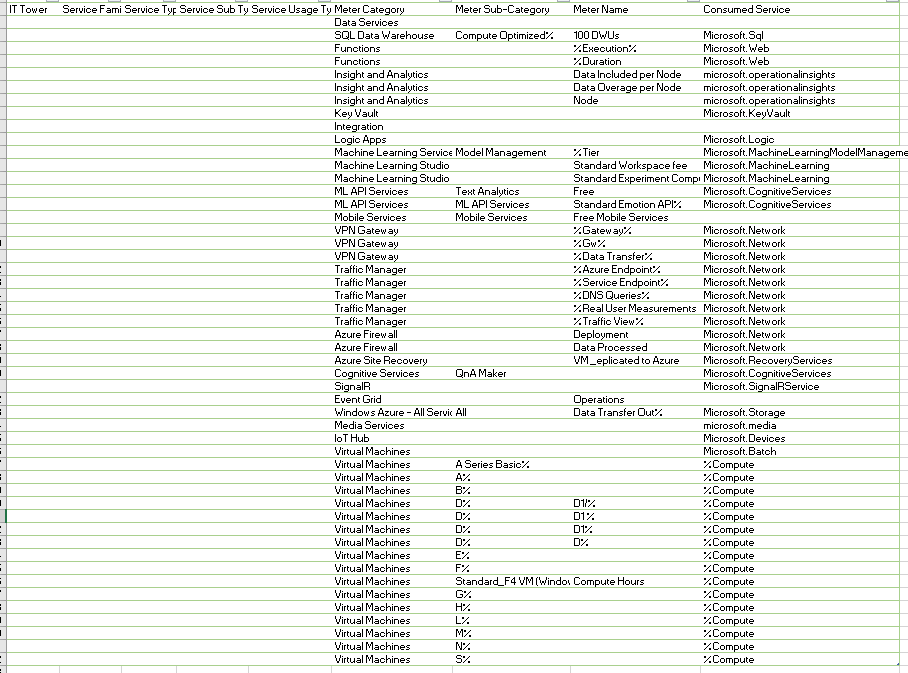 IT Tower Service Fami Service Typ Service Sub Ty Service Usage Ty Meter Category Meter Sub-Category Meter Name Consumed Service
Data Services
SQL Data Warehouse Compute Optimized% 100 DWUs Microsoft.Sql
Functions %Execution% Microsoft.Web
Functions %Duration Microsoft.Web
Insight and Analytics Data Included per Node microsoft.operationalinsights
Insight and Analytics Data Overage per Node microsoft.operationalinsights
Insight and Analytics Node microsoft.operationalinsights
Key Vault Microsoft.KeyVault
Integration
Logic Apps Microsoft.Logic
Machine Learning Service Model Management %Tier Microsoft.MachineLearningModelManageme
Machine Learning Studio Standard Workspace fee Microsoft.MachineLearning
Machine Learning Studio Standard Experiment Compu Microsoft.MachineLearning
ML API Services Text Analytics Free Microsoft.CognitiveServices
ML API Services ML API Services Standard Emotion API% Microsoft.CognitiveServices
Mobile Services Mobile Services Free Mobile Services
VPN Gateway %Gateway% Microsoft.Network
VPN Gateway %Gw% Microsoft.Network
VPN Gateway %Data Transfer% Microsoft.Network
Traffic Manager %Azure Endpoint% Microsoft.Network
Traffic Manager %Service Endpoint% Microsoft.Network
Traffic Manager %DNS Queries% Microsoft.Network
Traffic Manager %Real User Measurements Microsoft.Network
Traffic Manager %Traffic View% Microsoft.Network
Azure Firewall Deployment Microsoft.Network
Azure Firewall Data Processed Microsoft.Network
Azure Site Recovery VM_eplicated to Azure Microsoft.RecoveryServices
Cognitive Services QnA Maker Microsoft.CognitiveServices
SignalR Microsoft.SignalRService
Event Grid Operations
Windows Azure - All Servic All Data Transfer Out% Microsoft.Storage
Media Services microsoft.media
IoT Hub Microsoft.Devices
Virtual Machines Microsoft.Batch
Virtual Machines A Series Basic% %Compute
Virtual Machines A% %Compute
Virtual Machines B% %Compute
Virtual Machines D% D1/% %Compute
Virtual Machines D% D1 % %Compute
Virtual Machines D% D1% %Compute
Virtual Machines D% D% %Compute
Virtual Machines E% %Compute
Virtual Machines F% %Compute
Virtual Machines Standard_F4 VM (Window Compute Hours %Compute
Virtual Machines G% %Compute
Virtual Machines H% %Compute
Virtual Machines L% %Compute
Virtual Machines M% %Compute
Virtual Machines N% %Compute
Virtual Machines S% %Compute